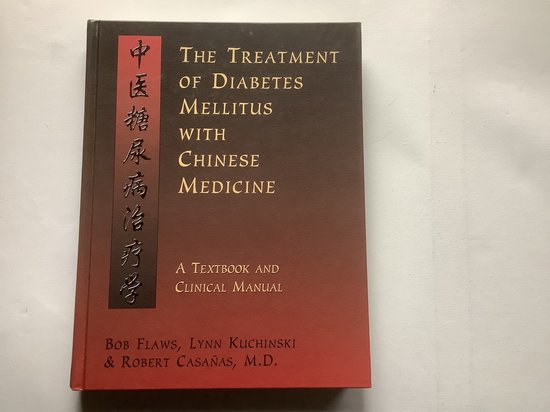 中医糖尿病治疗学
The Treatment
of Diabetes
Mellitus
with
Chinese
Medicine
A Textbook and
Clinical Manual
Bob Flaws, Lynn Kuchinski
& Robert Casañas, M.D.